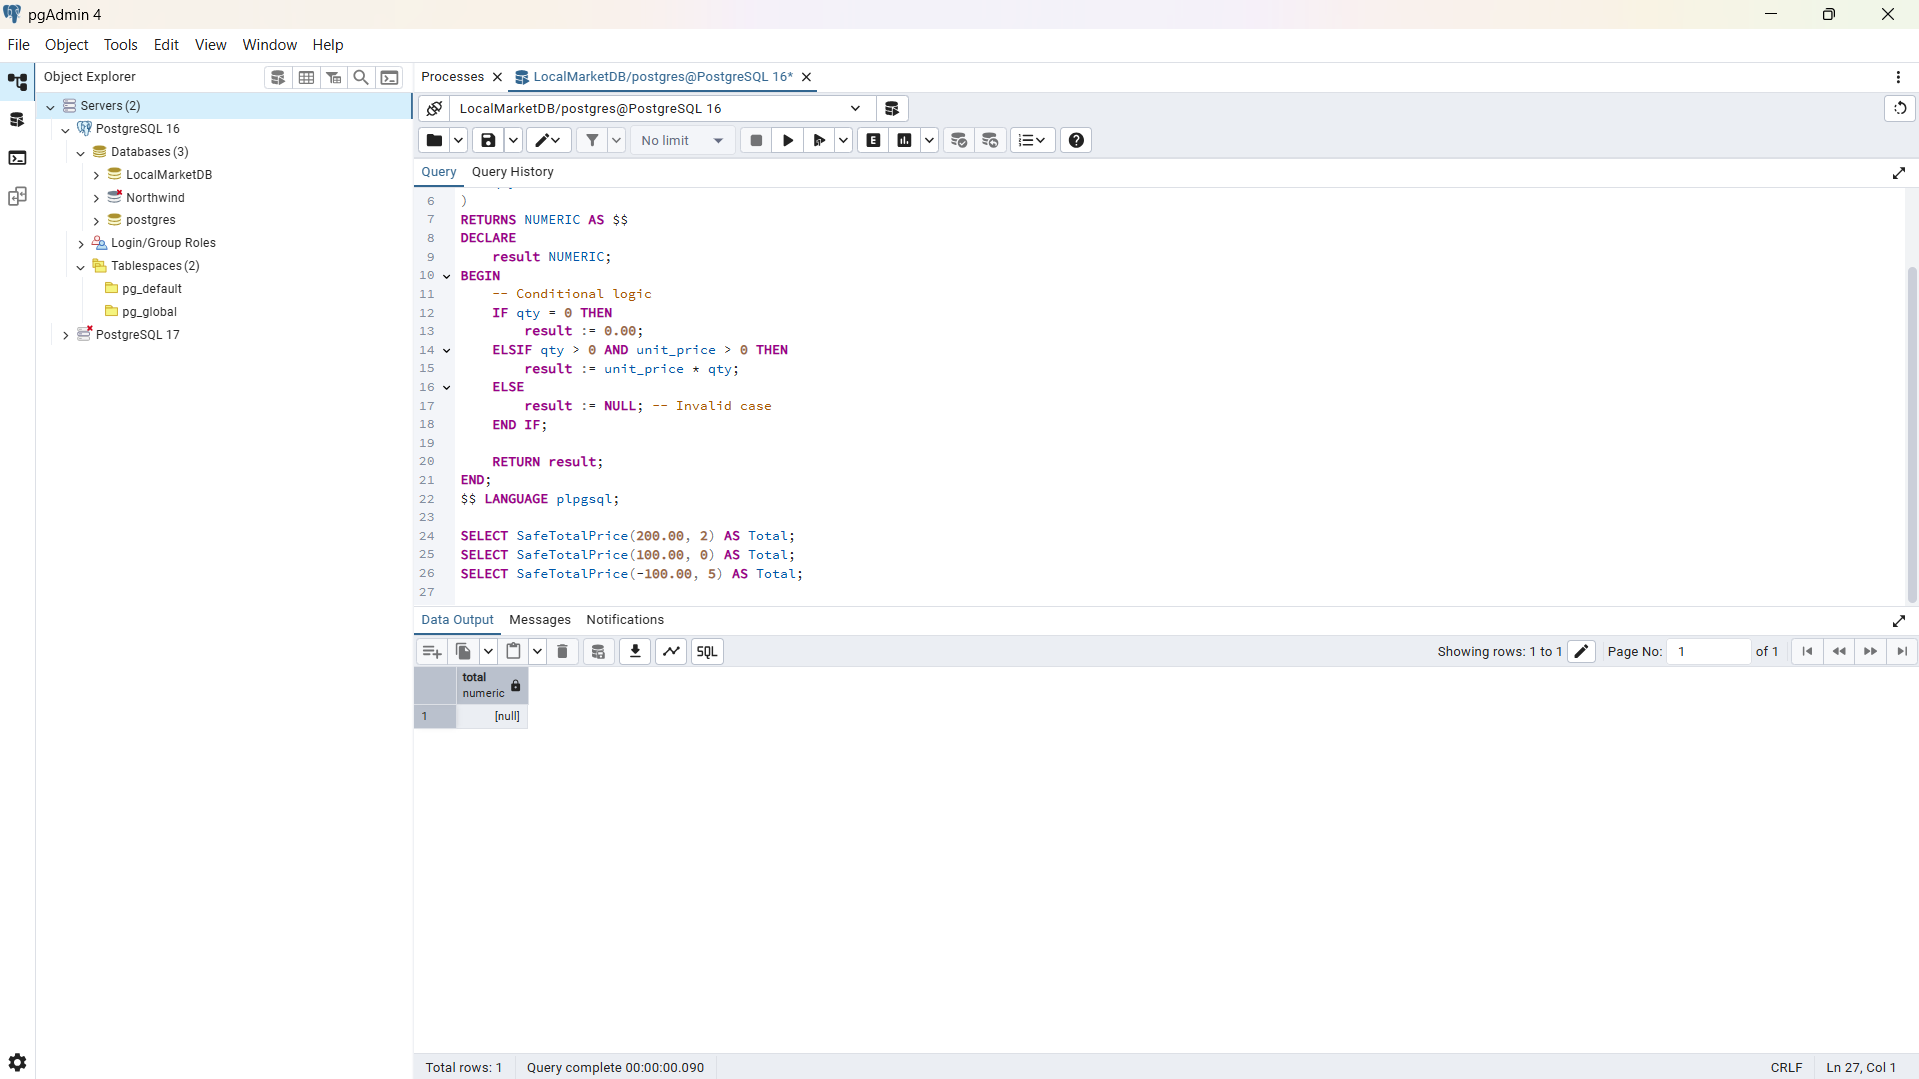 pgAdmin 4
File Object Tools Edit View Window Help
Object Explorer
Servers (2)
PostgreSQL 16
Databases (3)
LocalMarketDB
Northwind
postgres
Login/Group Roles
Tablespaces (2)
pg_default
pg_global
PostgreSQL 17
Processes LocalMarketDB/postgres@PostgreSQL 16*
LocalMarketDB/postgres@PostgreSQL 16
No limit E
Query Query History
6 )
7 RETURNS NUMERIC AS $$
8 DECLARE
9 result NUMERIC;
10 BEGIN
11 -- Conditional logic
12 IF qty = 0 THEN
13 result := 0.00;
14 ELSIF qty > 0 AND unit_price > 0 THEN
15 result := unit_price * qty;
16 ELSE
17 result := NULL; -- Invalid case
18 END IF;
19
20 RETURN result;
21 END;
22 $$ LANGUAGE plpgsql;
23
24 SELECT SafeTotalPrice(200.00, 2) AS Total;
25 SELECT SafeTotalPrice(100.00, 0) AS Total;
26 SELECT SafeTotalPrice(-100.00, 5) AS Total;
27
Data Output Messages Notifications
SQL Showing rows: 1 to 1 Page No: 1 of 1
total
numeric
1 [null]
Total rows: 1 Query complete 00:00:00.090 CRLF Ln 27, Col 1